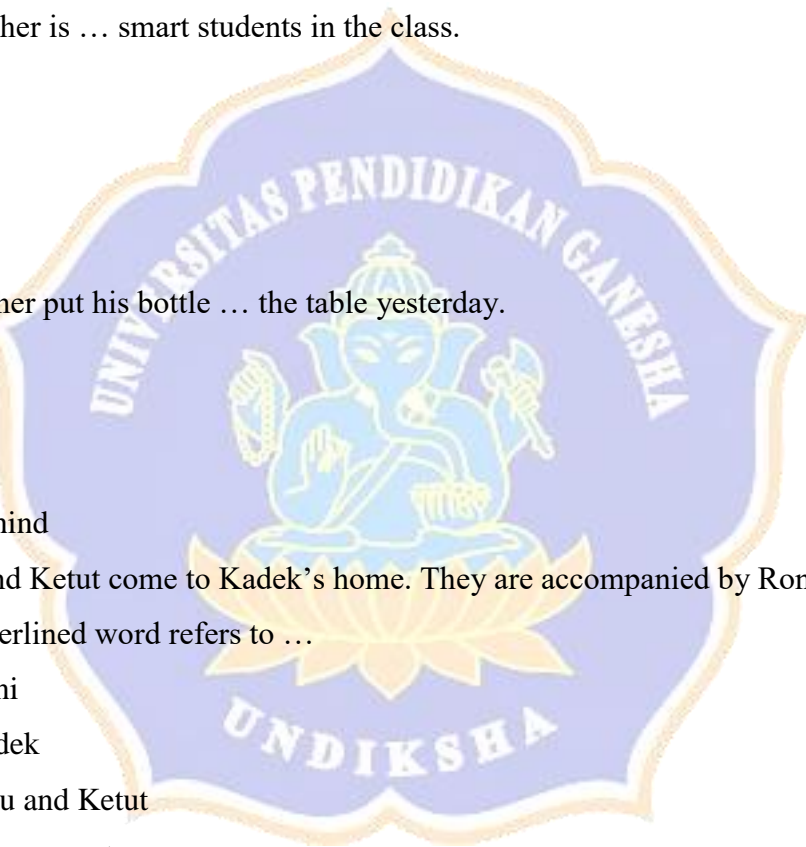 her is … smart students in the class.
UNIVERSITAS PENDIDIKAN GANESHA
her put his bottle … the table yesterday.
hind
nd Ketut come to Kadek’s home. They are accompanied by Ron
erlined word refers to …
ni
dek
u and Ketut
UNDIKSHA